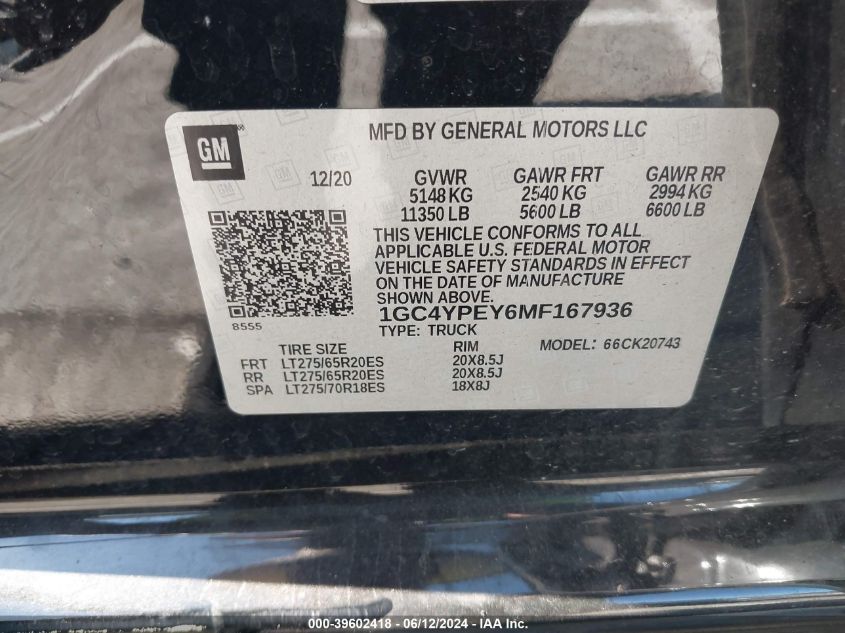 GM
MFD BY GENERAL MOTORS LLC
12/20 GVWR GAWR FRT GAWR RR
5148 KG 2540 KG 2994 KG
11350 LB 5600 LB 6600 LB
THIS VEHICLE CONFORMS TO ALL
APPLICABLE U.S. FEDERAL MOTOR
VEHICLE SAFETY STANDARDS IN EFFECT
ON THE DATE OF MANUFACTURE
SHOWN ABOVE.
1GC4YPEY6MF167936
8555
TYPE: TRUCK
TIRE SIZE RIM MODEL: 66CK20743
FRT LT275/65R20ES 20X8.5J
RR LT275/65R20ES 20X8.5J
SPA LT275/70R18ES 18X8J
000-39602418 - 06/12/2024 - IAA Inc.